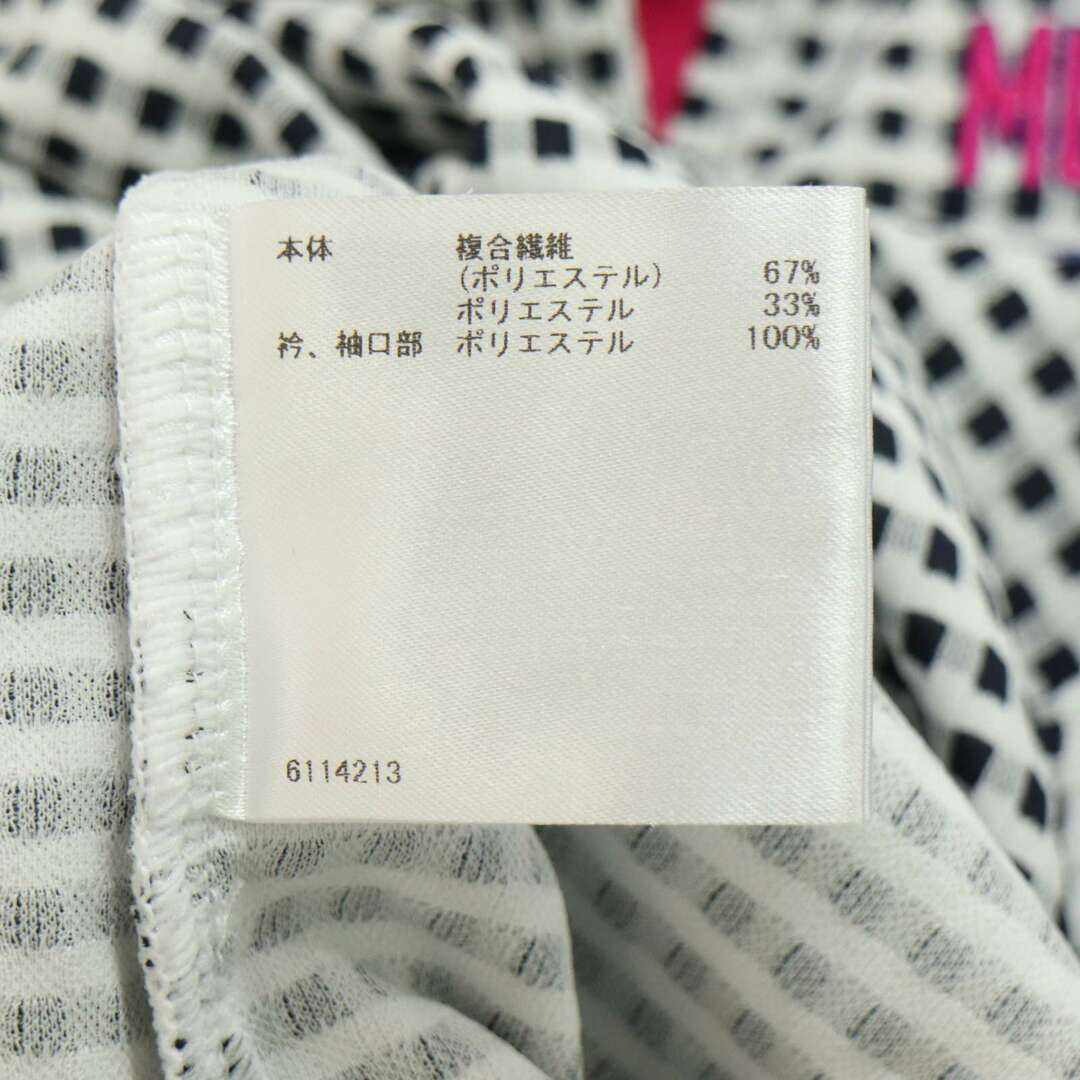 本体 複合繊維
(ポリエステル) 67%
ポリエステル 33%
衿、袖口部 ポリエステル 100%
6114213